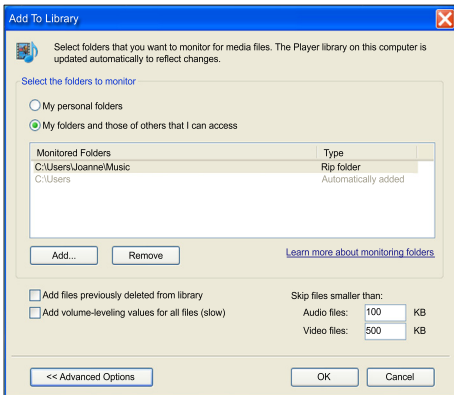 Add To Library
Select folders that you want to monitor for media files. The Player library on this computer is
updated automatically to reflect changes.
Select the folders to monitor
My personal folders
My folders and those of others that I can access
Monitored Folders Type
C:\Users\Joanne\Music Rip folder
C:\Users Automatically added
Add... Remove Learn more about monitoring folders
Add files previously deleted from library Skip files smaller than:
Add volume-leveling values for all files (slow) Audio files: 100 KB
Video files: 500 KB
<< Advanced Options OK Cancel